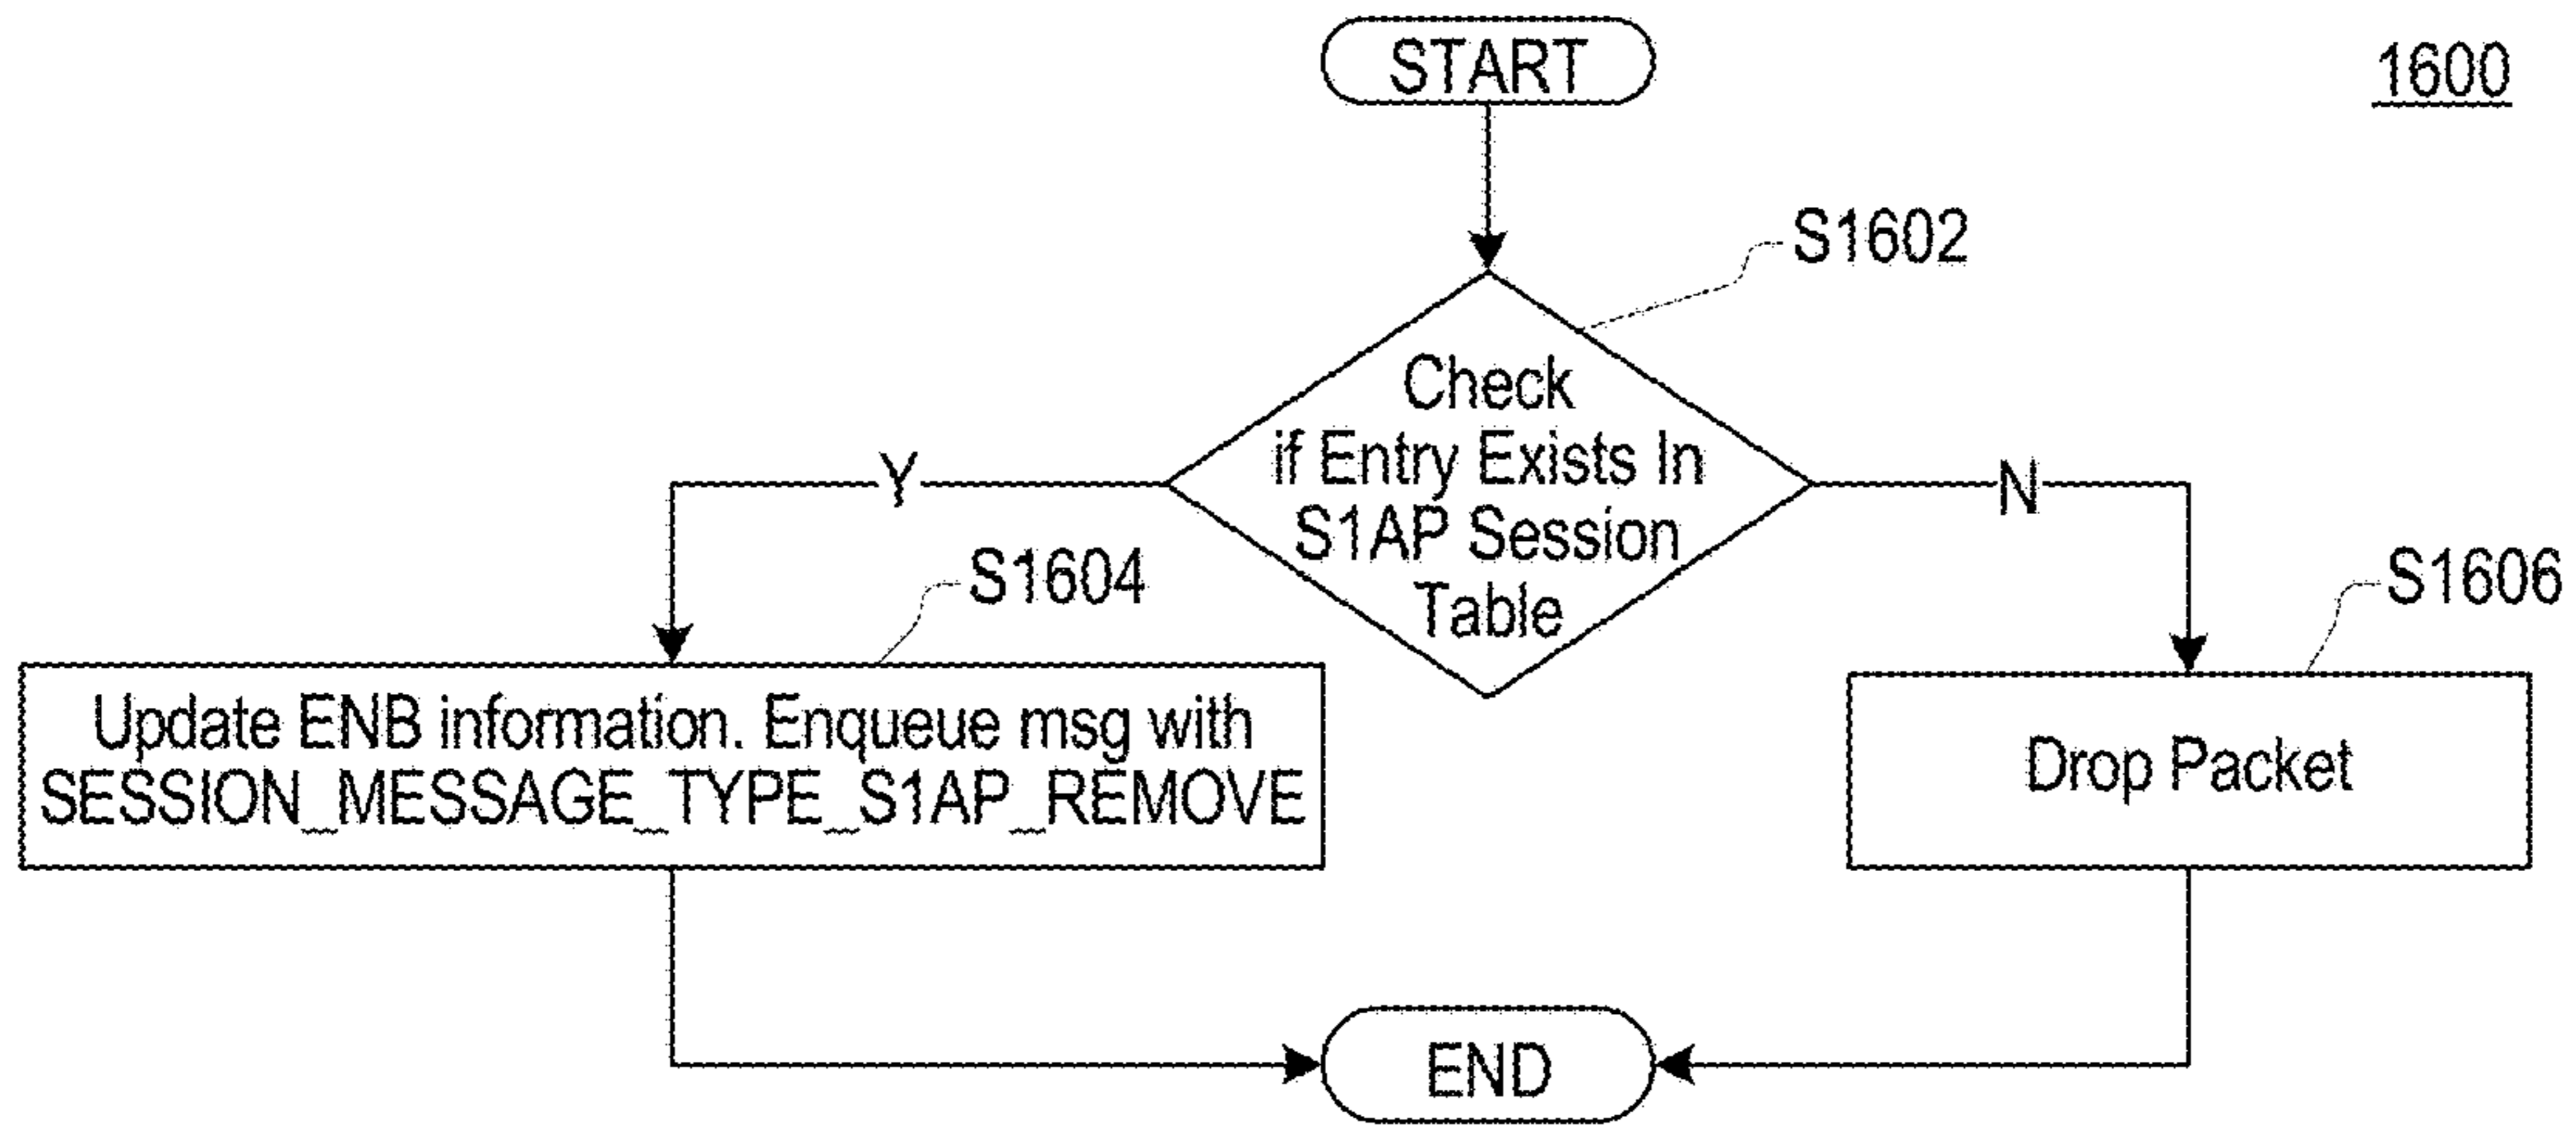 START
1600
S1602
Check
if Entry Exists In
S1AP Session
Table
Y
N
S1604
S1606
Update ENB information. Enqueue msg with
SESSION_MESSAGE_TYPE_S1AP_REMOVE
Drop Packet
END